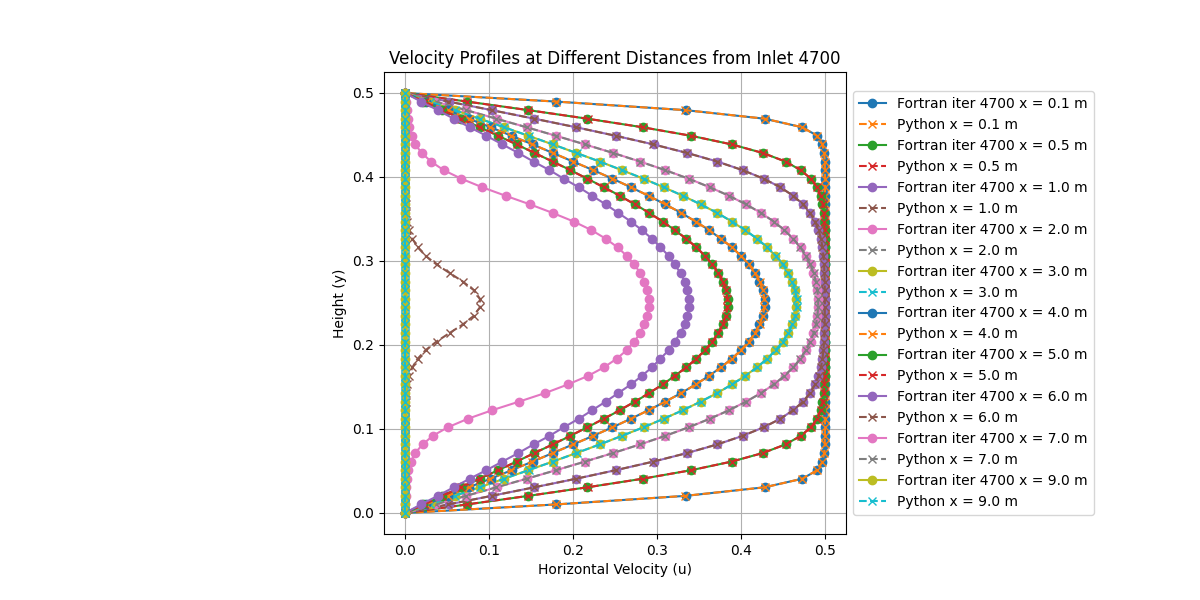 Velocity Profiles at Different Distances from Inlet 4700
0.5
0.4
0.3
0.2
0.1
0.0
Height (y)
0.0 0.1 0.2 0.3 0.4 0.5
Horizontal Velocity (u)
Fortran iter 4700 x = 0.1 m
Python x = 0.1 m
Fortran iter 4700 x = 0.5 m
Python x = 0.5 m
Fortran iter 4700 x = 1.0 m
Python x = 1.0 m
Fortran iter 4700 x = 2.0 m
Python x = 2.0 m
Fortran iter 4700 x = 3.0 m
Python x = 3.0 m
Fortran iter 4700 x = 4.0 m
Python x = 4.0 m
Fortran iter 4700 x = 5.0 m
Python x = 5.0 m
Fortran iter 4700 x = 6.0 m
Python x = 6.0 m
Fortran iter 4700 x = 7.0 m
Python x = 7.0 m
Fortran iter 4700 x = 9.0 m
Python x = 9.0 m